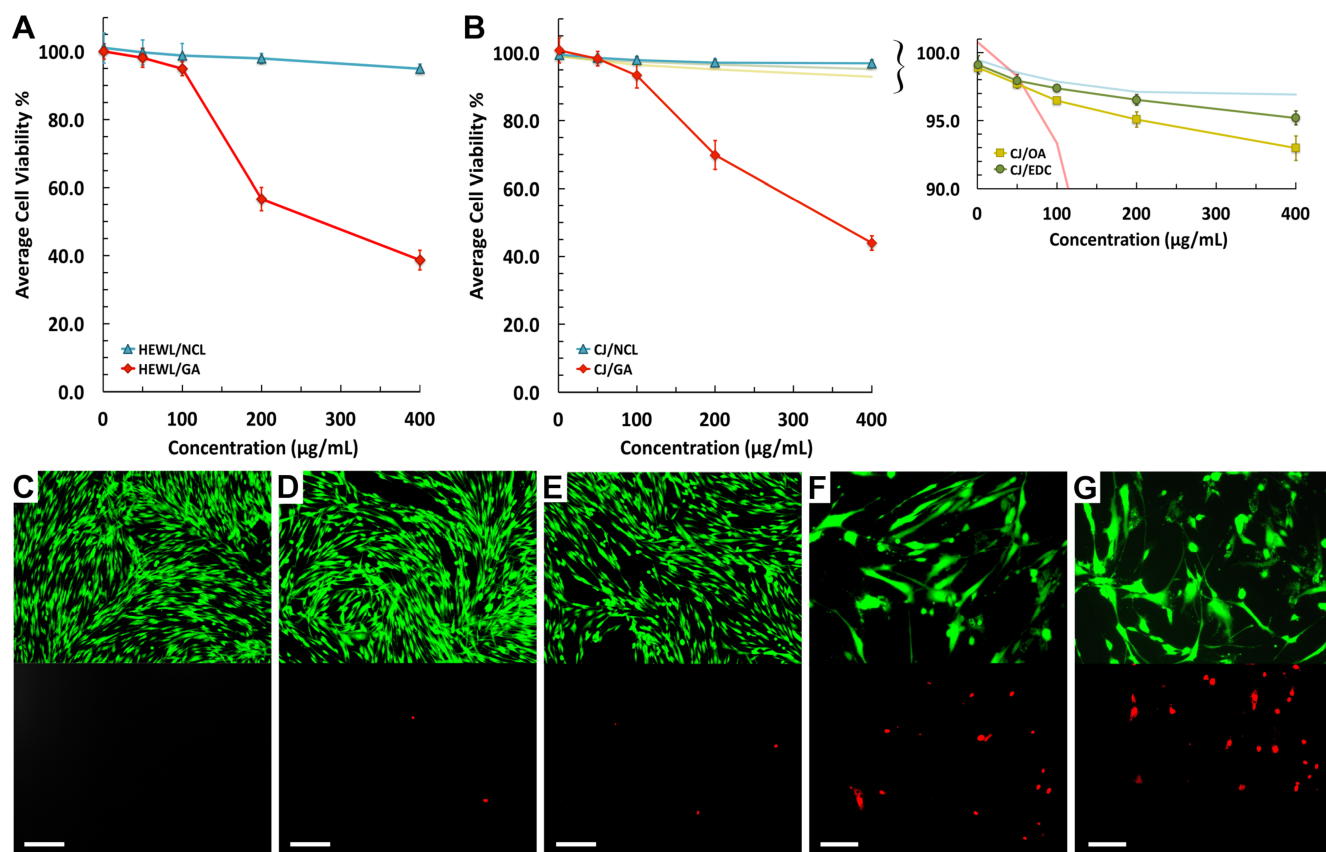 A
Average Cell Viability %
100.0
80.0
60.0
40.0
20.0
0.0
HEWL/NCL
HEWL/GA
0
100
200
300
400
Concentration (µg/mL)
B
Average Cell Viability %
100.0
80.0
60.0
40.0
20.0
0.0
CJ/NCL
CJ/GA
0
100
200
300
400
Concentration (µg/mL)
}
100.0
95.0
90.0
CJ/OA
CJ/EDC
0
100
200
300
400
Concentration (µg/mL)
C
D
E
F
G